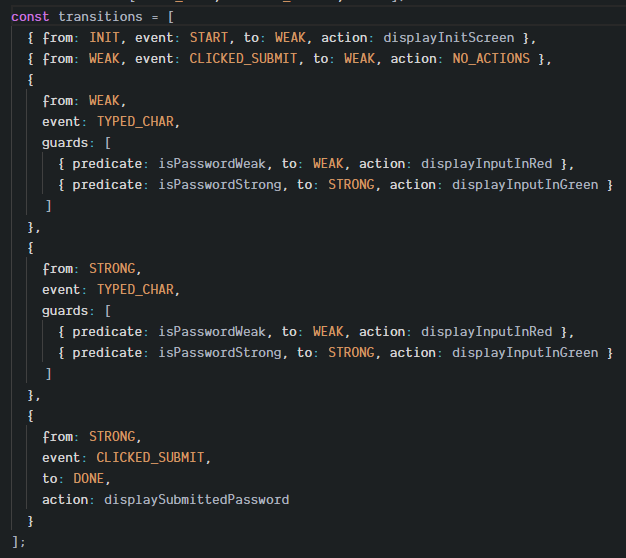 const transitions = [
{ from: INIT, event: START, to: WEAK, action: displayInitScreen },
{ from: WEAK, event: CLICKED_SUBMIT, to: WEAK, action: NO_ACTIONS },
{
from: WEAK,
event: TYPED_CHAR,
guards: [
{ predicate: isPasswordWeak, to: WEAK, action: displayInputInRed },
{ predicate: isPasswordStrong, to: STRONG, action: displayInputInGreen }
]
},
{
from: STRONG,
event: TYPED_CHAR,
guards: [
{ predicate: isPasswordWeak, to: WEAK, action: displayInputInRed },
{ predicate: isPasswordStrong, to: STRONG, action: displayInputInGreen }
]
},
{
from: STRONG,
event: CLICKED_SUBMIT,
to: DONE,
action: displaySubmittedPassword
}
];